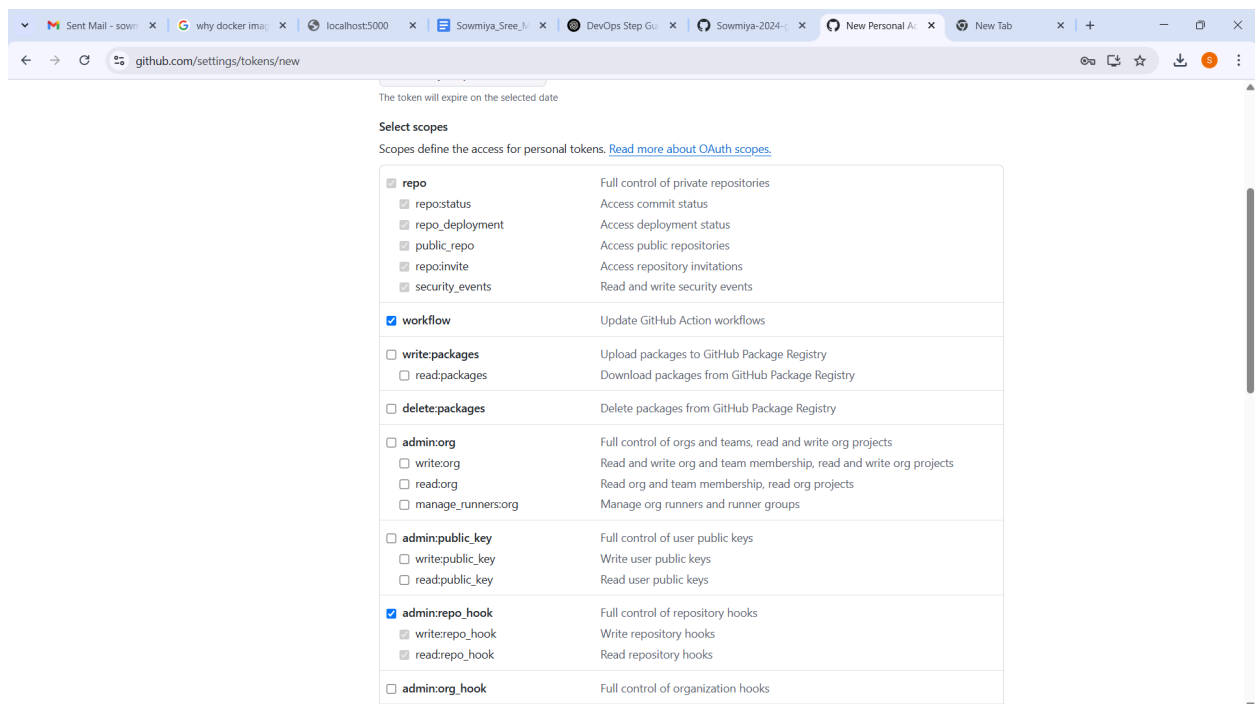 Sent Mail - sown
why docker imag
localhost:5000
Sowmiya_Sree_M
DevOps Step Gu
Sowmiya-2024-g
New Personal Ac
New Tab
github.com/settings/tokens/new
S
The token will expire on the selected date
Select scopes
Scopes define the access for personal tokens. Read more about OAuth scopes.
repo Full control of private repositories
repo:status Access commit status
repo_deployment Access deployment status
public_repo Access public repositories
repo:invite Access repository invitations
security_events Read and write security events
workflow Update GitHub Action workflows
write:packages Upload packages to GitHub Package Registry
read:packages Download packages from GitHub Package Registry
delete:packages Delete packages from GitHub Package Registry
admin:org Full control of orgs and teams, read and write org projects
write:org Read and write org and team membership, read and write org projects
read:org Read org and team membership, read org projects
manage_runners:org Manage org runners and runner groups
admin:public_key Full control of user public keys
write:public_key Write user public keys
read:public_key Read user public keys
admin:repo_hook Full control of repository hooks
write:repo_hook Write repository hooks
read:repo_hook Read repository hooks
admin:org_hook Full control of organization hooks